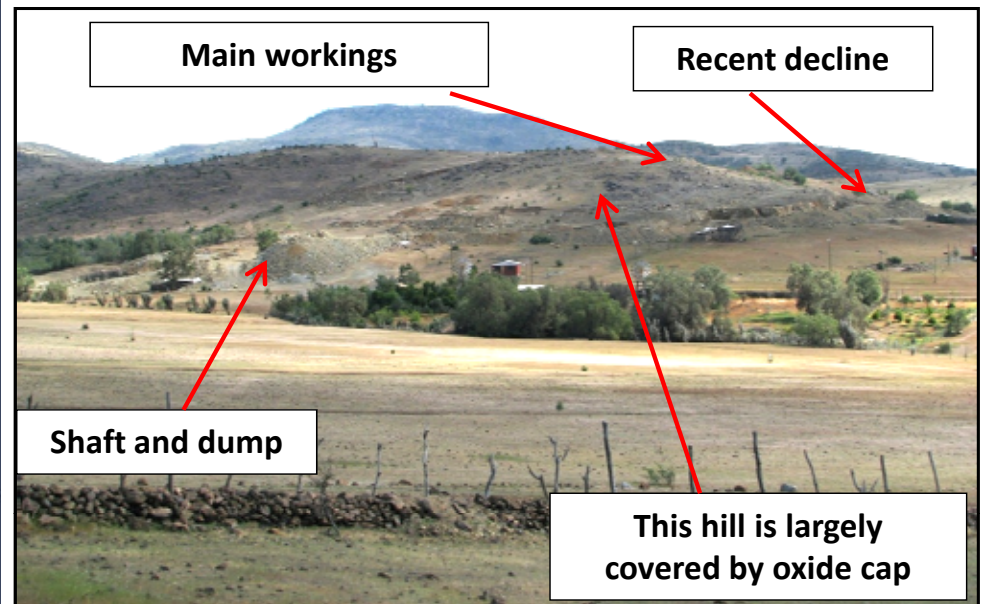 Main workings
Recent decline
Shaft and dump
This hill is largely
covered by oxide cap